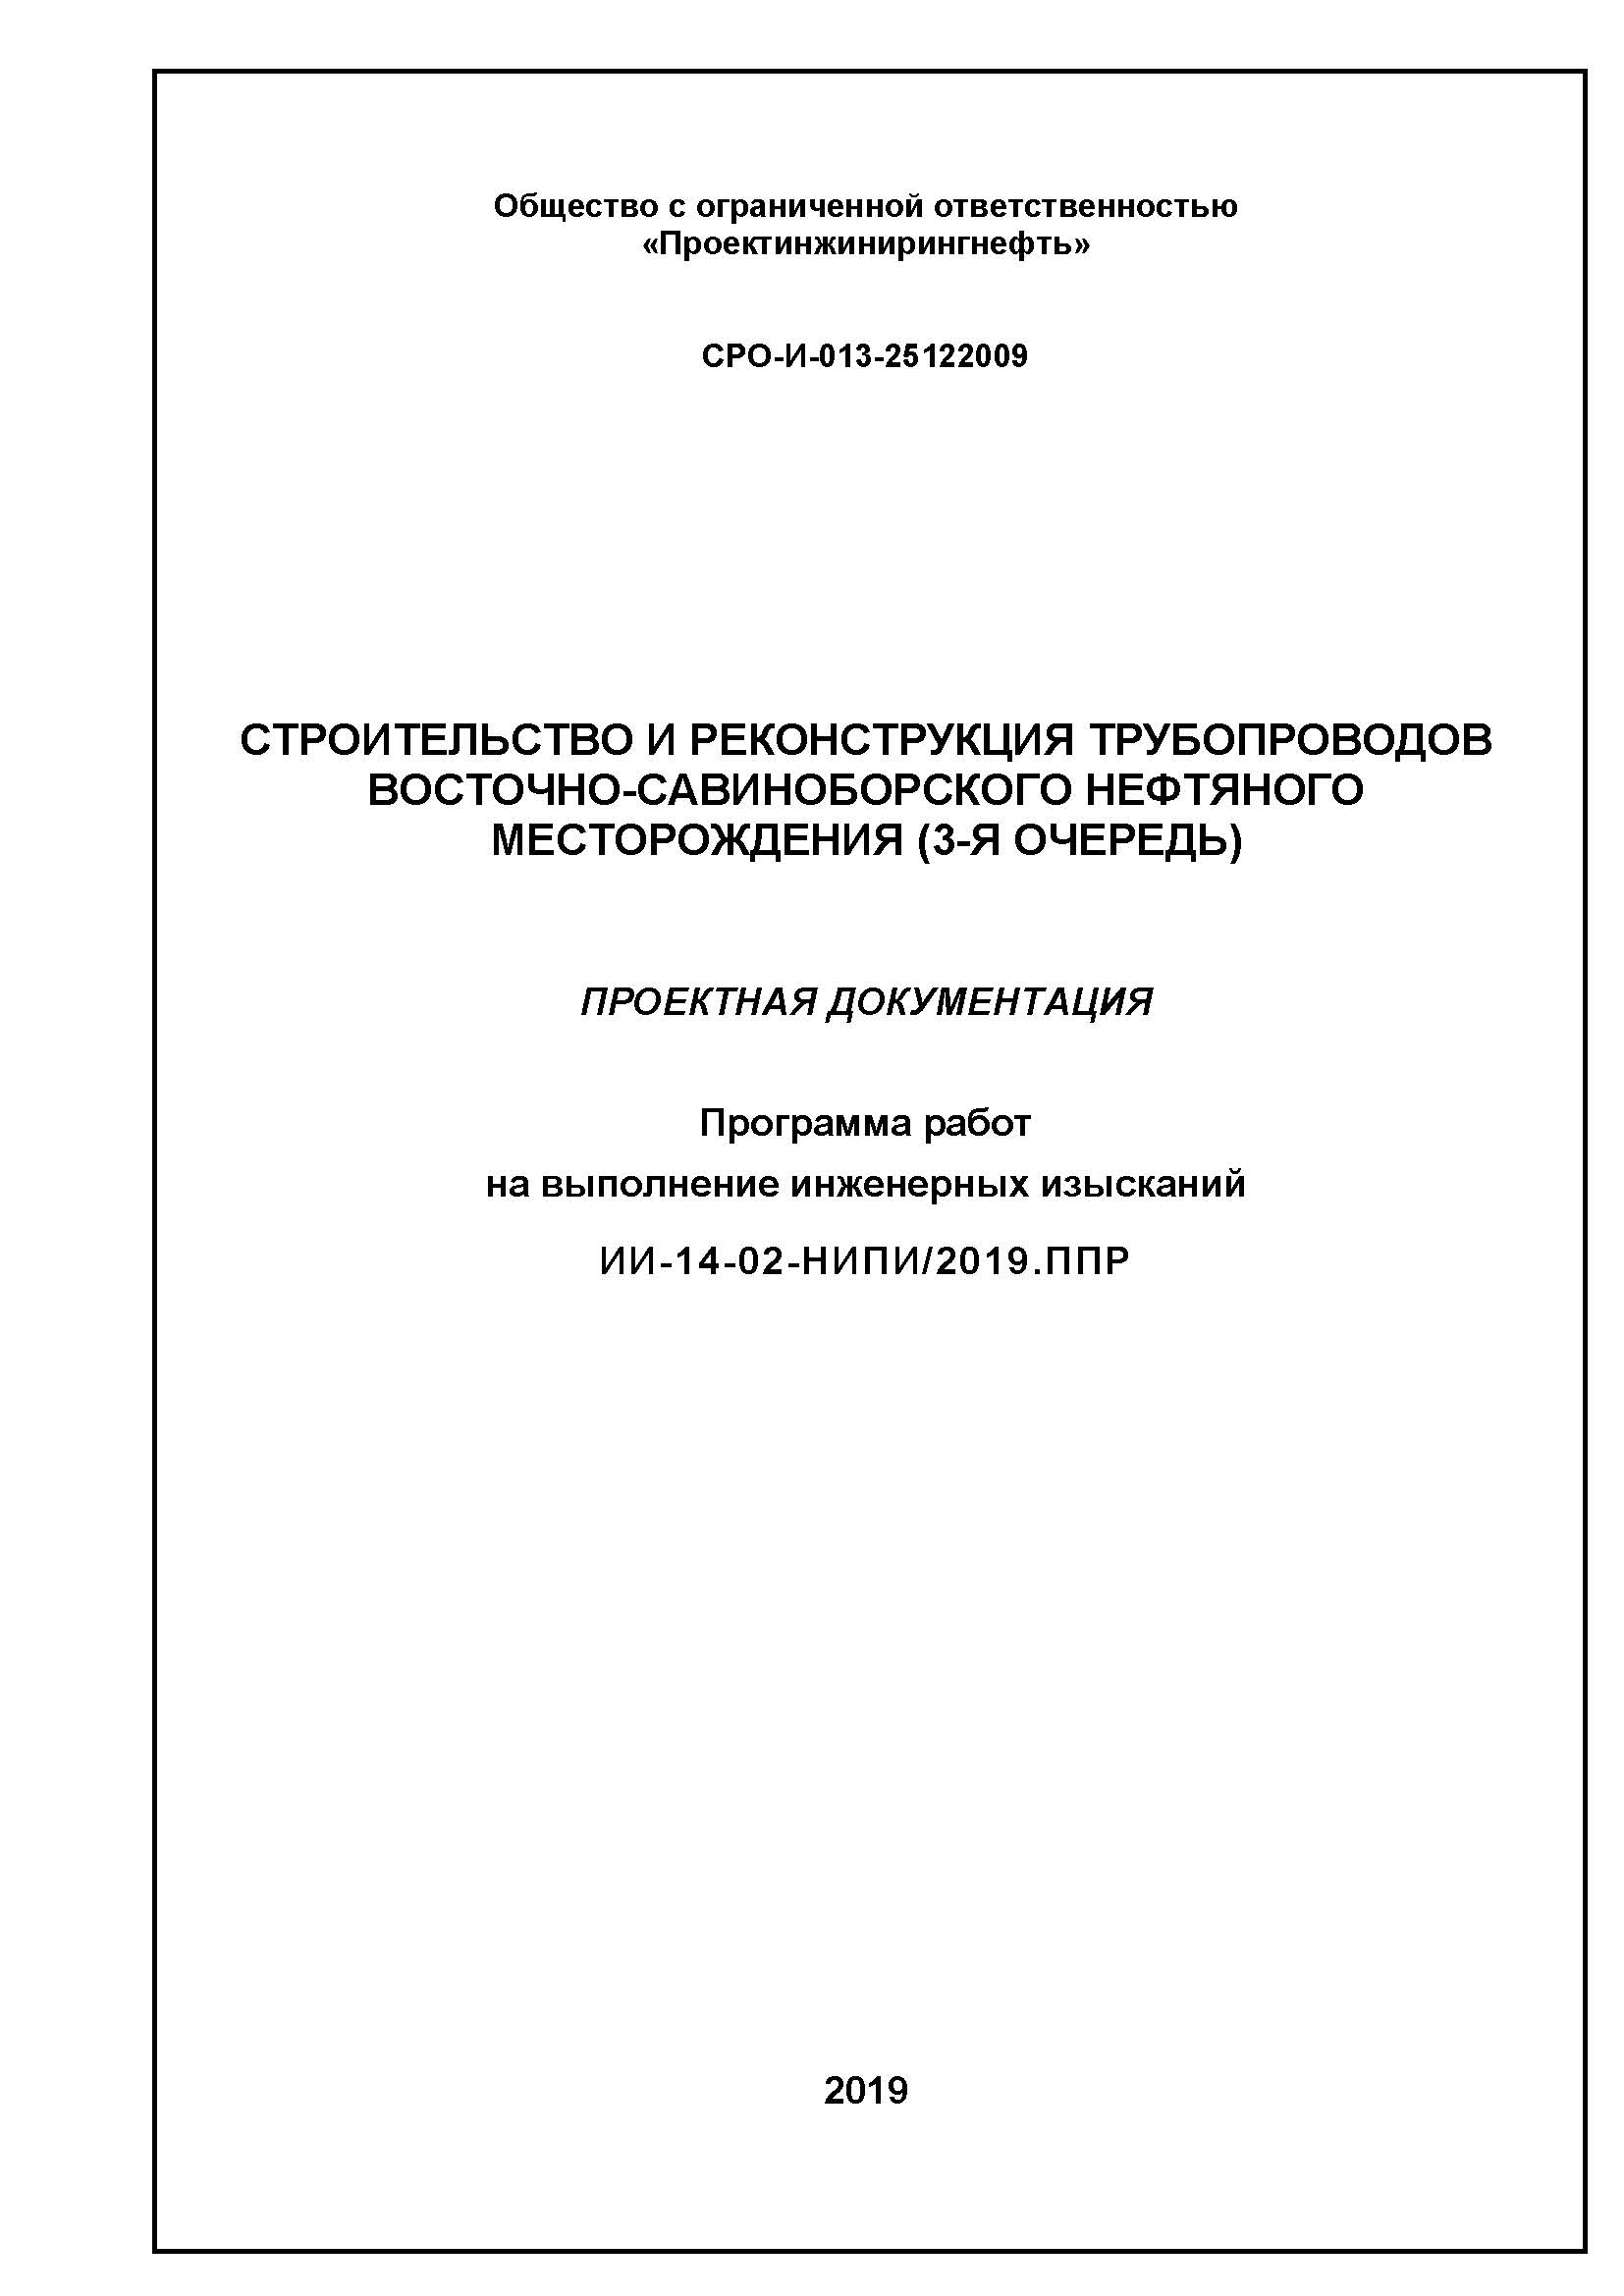 Общество с ограниченной ответственностью
«Проектинжинирингнефть»
СРО-И-013-25122009
СТРОИТЕЛЬСТВО И РЕКОНСТРУКЦИЯ ТРУБОПРОВОДОВ
ВОСТОЧНО-САВИНОБОРСКОГО НЕФТЯНОГО
МЕСТОРОЖДЕНИЯ (3-Я ОЧЕРЕДЬ)
ПРОЕКТНАЯ ДОКУМЕНТАЦИЯ
Программа работ
на выполнение инженерных изысканий
ИИ-14-02-НИПИ/2019.ППР
2019